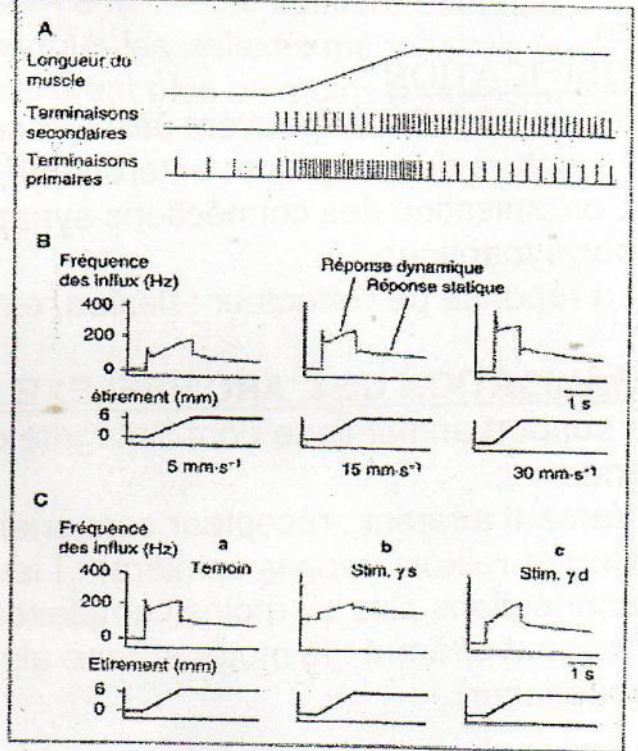 A
Longueur du
muscle
Terminaisons
secondaires
Terminaisons
primaires
B
Fréquence
des influx (Hz)
400
200
0
Réponse dynamique
Réponse statique
1 s
étirement (mm)
6
0
5 mm·s⁻¹
15 mm·s⁻¹
30 mm·s⁻¹
C
Fréquence
des influx (Hz)
a
b
c
Témoin
Stim. γs
Stim. γd
400
200
0
1 s
Etirement (mm)
6
0